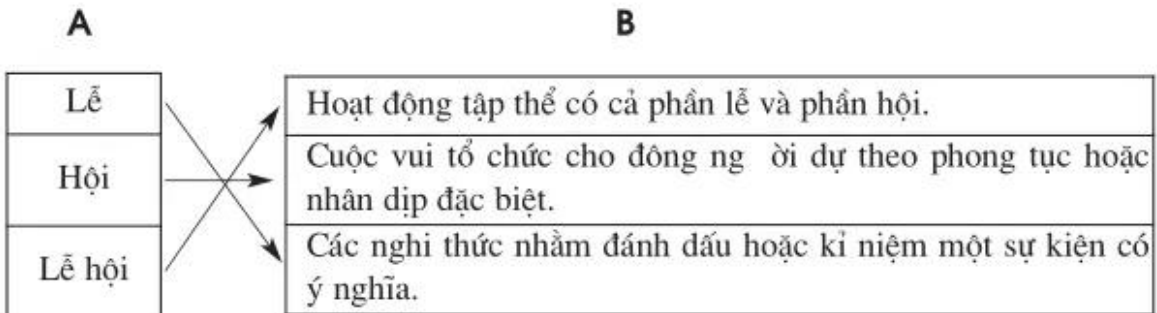 A
B
Lễ
Hoạt động tập thể có cả phần lễ và phần hội.
Hội
Cuộc vui tổ chức cho đông ng ời dự theo phong tục hoặc
nhân dịp đặc biệt.
Lễ hội
Các nghi thức nhằm đánh dấu hoặc kỉ niệm một sự kiện có
ý nghĩa.